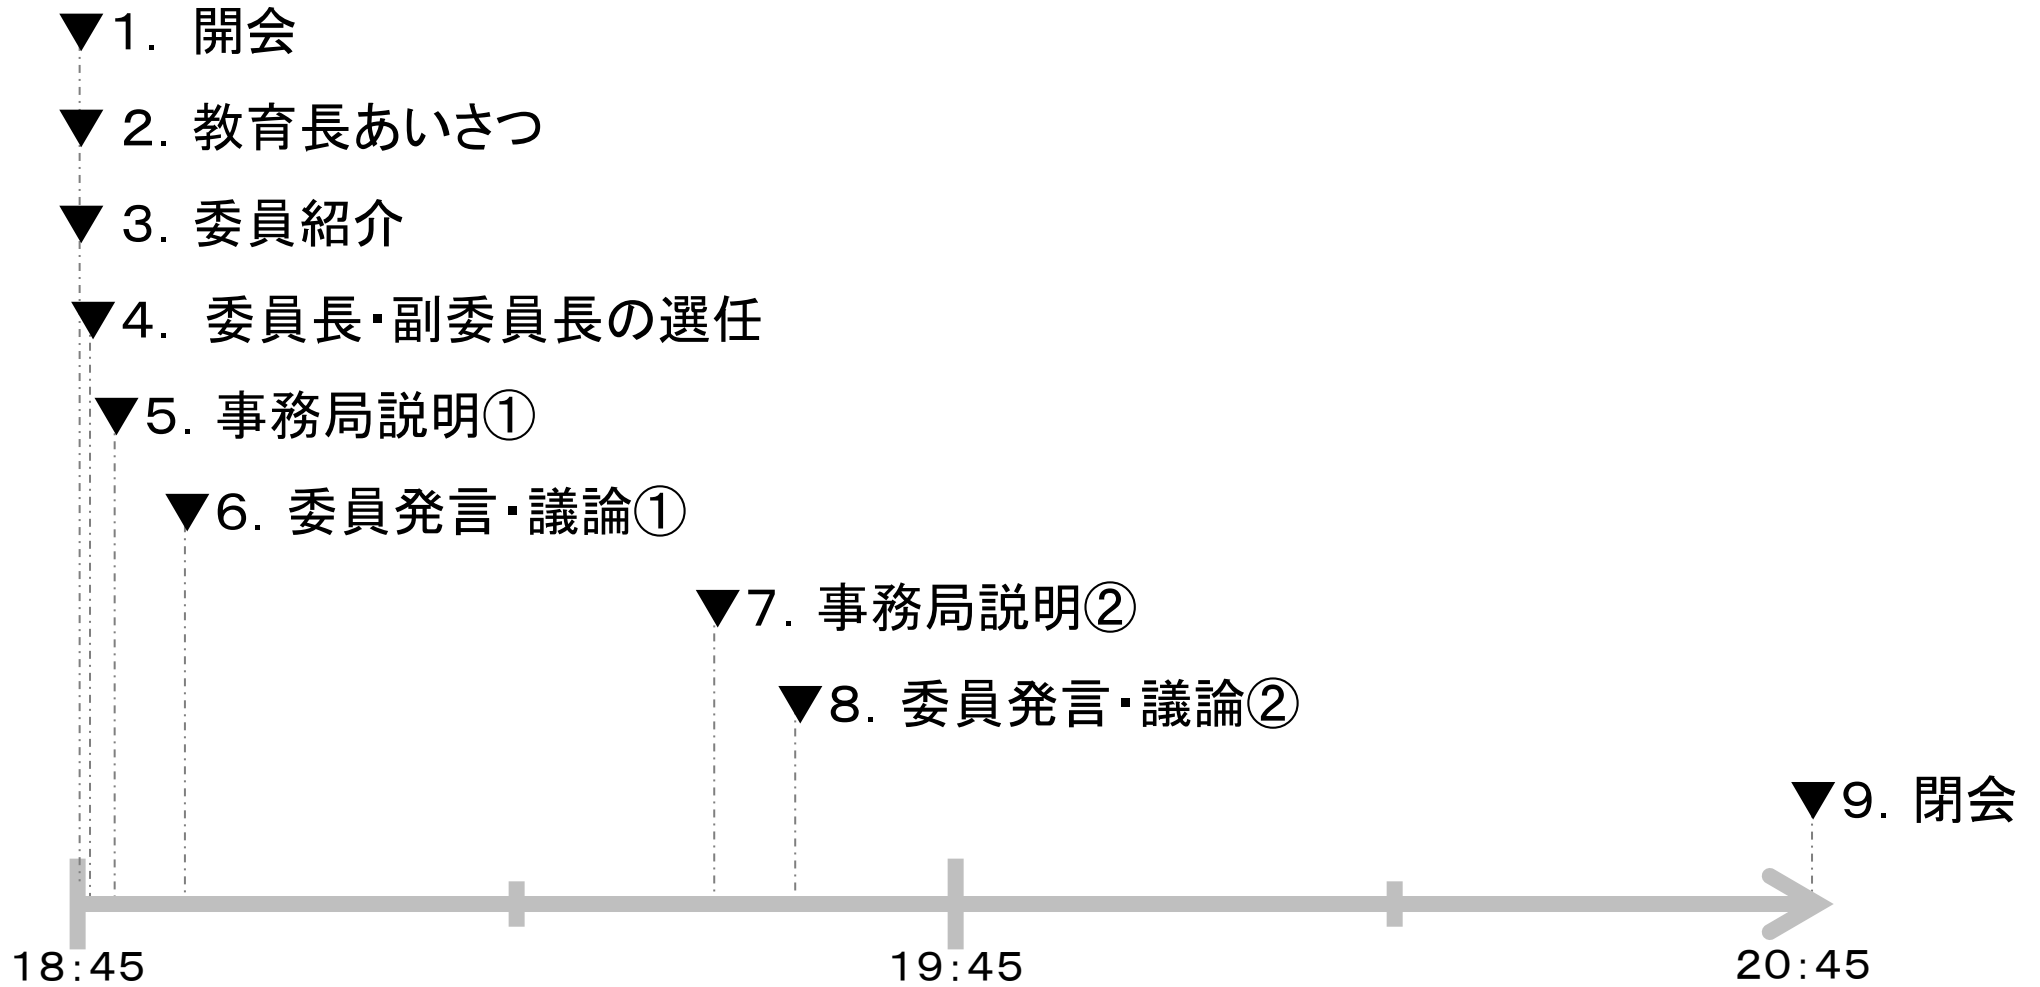 ▼1. 開会
▼2. 教育長あいさつ
▼3. 委員紹介
▼4. 委員長・副委員長の選任
▼5. 事務局説明①
▼6. 委員発言・議論①
▼7. 事務局説明②
▼8. 委員発言・議論②
▼9. 閉会
18:45 19:45 20:45